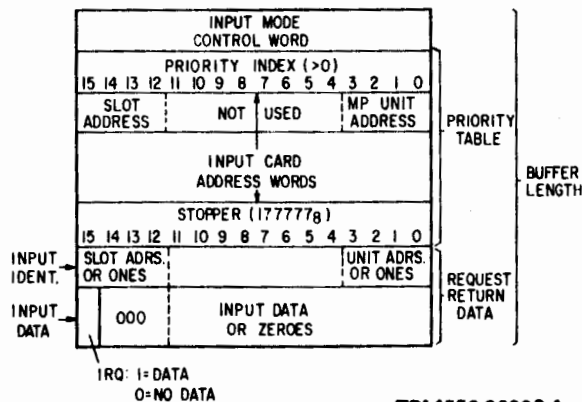 INPUT MODE
CONTROL WORD
PRIORITY INDEX (>0)
15 14 13 12 11 10 9 8 7 6 5 4 3 2 1 0
SLOT
ADDRESS
NOT USED
MP UNIT
ADDRESS
PRIORITY
TABLE
INPUT CARD
ADDRESS WORDS
BUFFER
LENGTH
STOPPER (177777₈)
15 14 13 12 11 10 9 8 7 6 5 4 3 2 1 0
INPUT
IDENT.
SLOT ADRS.
OR ONES
UNIT ADRS.
OR ONES
REQUEST
RETURN
DATA
INPUT
DATA
000
INPUT DATA
OR ZEROES
IRQ: 1=DATA
0=NO DATA